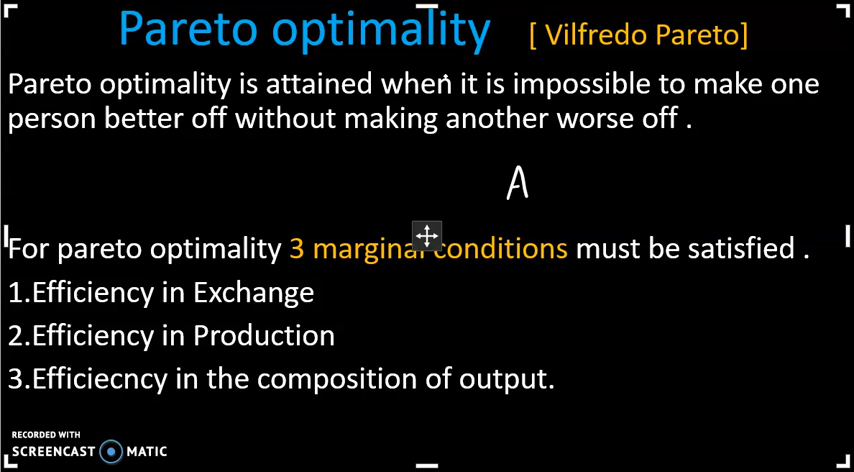 Pareto optimality [ Vilfredo Pareto]
Pareto optimality is attained when it is impossible to make one
person better off without making another worse off .
A
For pareto optimality 3 marginal conditions must be satisfied .
1.Efficiency in Exchange
2.Efficiency in Production
3.Efficiecncy in the composition of output.
RECORDED WITH
SCREENCAST MATIC